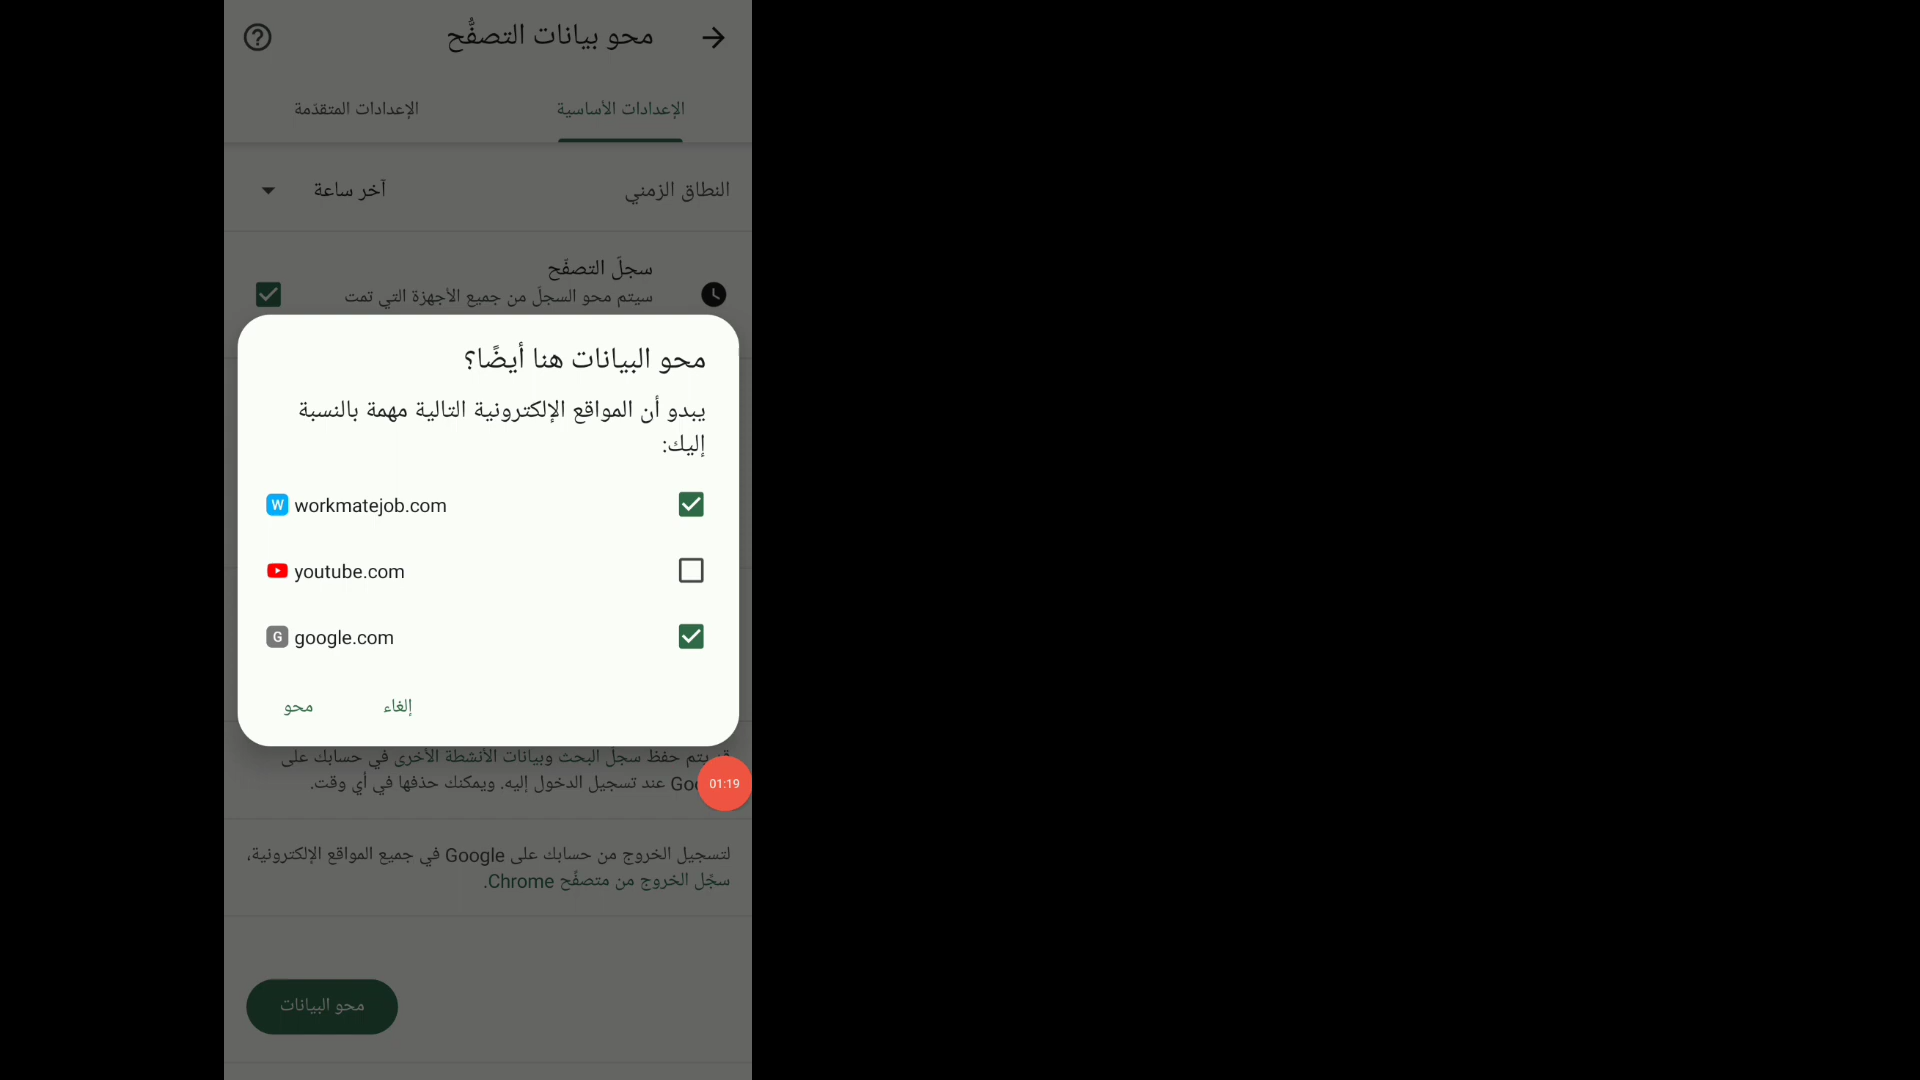 محو بيانات التصفُّح
الإعدادات الأساسية
الإعدادات المتقدّمة
النطاق الزمني
آخر ساعة
سجلّ التصفّح
سيتم محو السجلّ من جميع الأجهزة التي تمت
محو البيانات هنا أيضًا؟
يبدو أن المواقع الإلكترونية التالية مهمة بالنسبة
إليك:
W workmatejob.com
youtube.com
G google.com
إلغاء
محو
يتم حفظ سجلّ البحث وبيانات الأنشطة الأخرى في حسابك على
عند تسجيل الدخول إليه. ويمكنك حذفها في أي وقت.
01:19
لتسجيل الخروج من حسابك على Google في جميع المواقع الإلكترونية،
سجّل الخروج من متصفّح Chrome.
محو البيانات